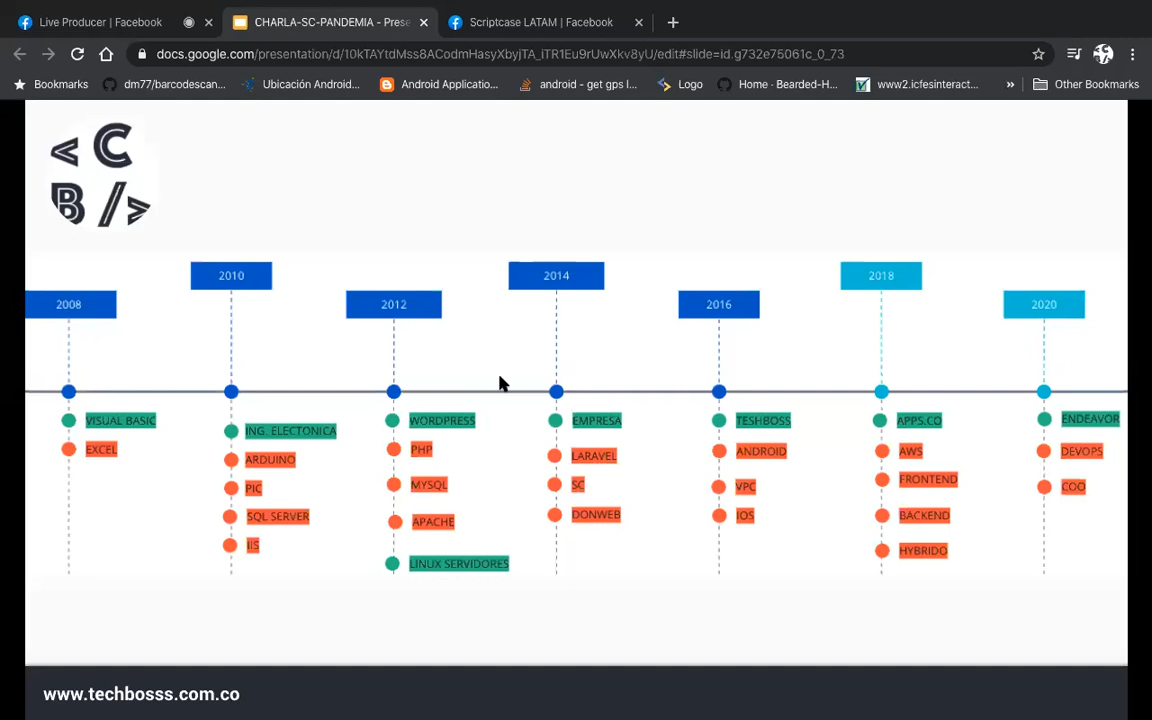 Live Producer | Facebook
CHARLA-SC-PANDEMIA - Prese
Scriptcase LATAM | Facebook
docs.google.com/presentation/d/10kTAYtdMss8ACodmHasyXbyjTA_iTR1Eu9rUwXkv8yU/edit#slide=id.g732e75061c_0_73
Bookmarks
dm77/barcodescan...
Ubicación Android...
Android Applicatio...
android - get gps l...
Logo
Home · Bearded-H...
www2.icfesinteract...
Other Bookmarks
< C
B />
2010
2014
2018
2008
2012
2016
2020
VISUAL BASIC
EXCEL
ING. ELECTONICA
ARDUINO
PIC
SQL SERVER
IIS
WORDPRESS
PHP
MYSQL
APACHE
LINUX SERVIDORES
EMPRESA
LARAVEL
SC
DONWEB
TESHBOSS
ANDROID
VPC
IOS
APPS.CO
AWS
FRONTEND
BACKEND
HYBRIDO
ENDEAVOR
DEVOPS
COO
www.techbosss.com.co